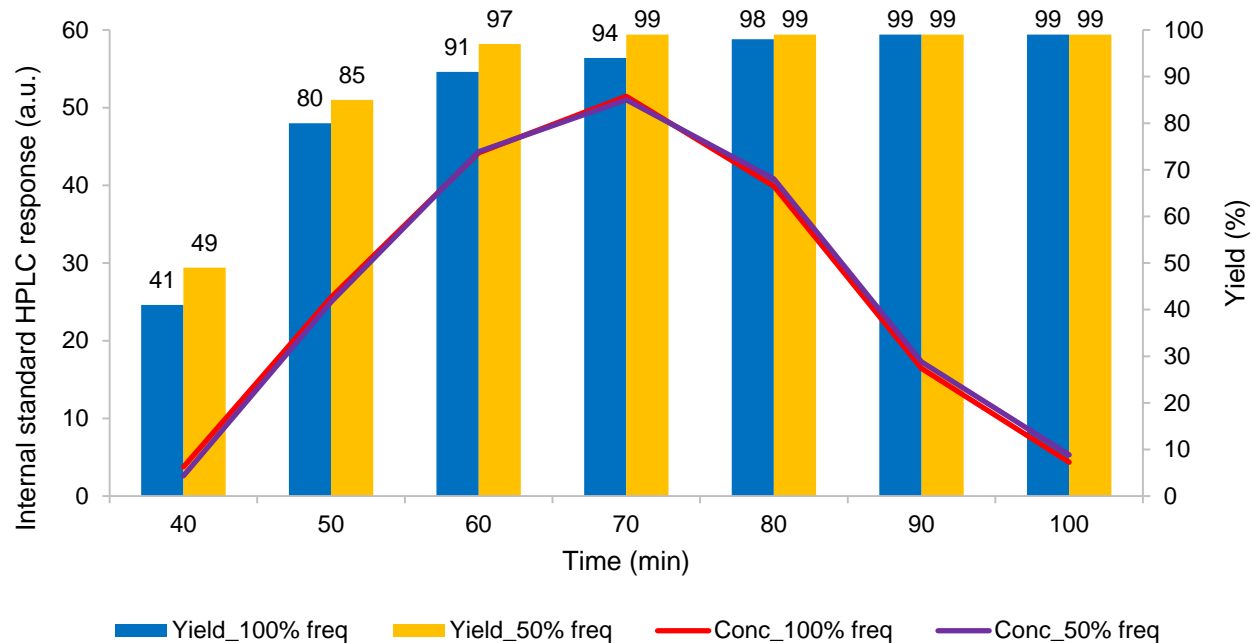 97 99 99 99 99 99 99
91 94 98
80 85
41 49
60
50
40
30
20
10
0
Internal standard HPLC response (a.u.)
100
90
80
70
60
50
40
30
20
10
0
Yield (%)
40 50 60 70 80 90 100
Time (min)
Yield_100% freq Yield_50% freq Conc_100% freq Conc_50% freq